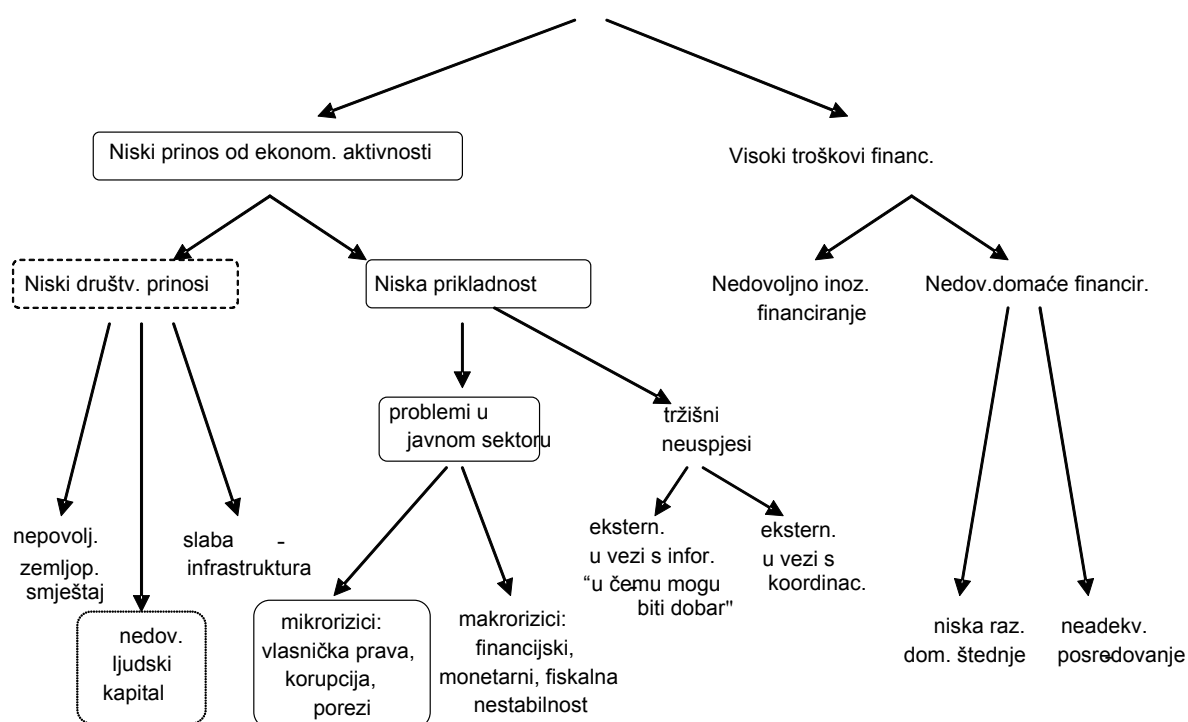 Niski prinos od ekonom. aktivnosti
Visoki troškovi financ.
Niski društv. prinosi
Niska prikladnost
Nedovoljno inoz.
financiranje
Nedov.domaće financir.
problemi u
javnom sektoru
tržišni
neuspjesi
nepovolj.
zemljop.
smještaj
slaba -
infrastruktura
ekstern.
u vezi s infor.
“u čemu mogu
biti dobar"
ekstern.
u vezi s
koordinac.
nedov.
ljudski
kapital
mikrorizici:
vlasnička prava,
korupcija,
porezi
makrorizici:
financijski,
monetarni, fiskalna
nestabilnost
niska raz.
dom. štednje
neadekv.
posredovanje